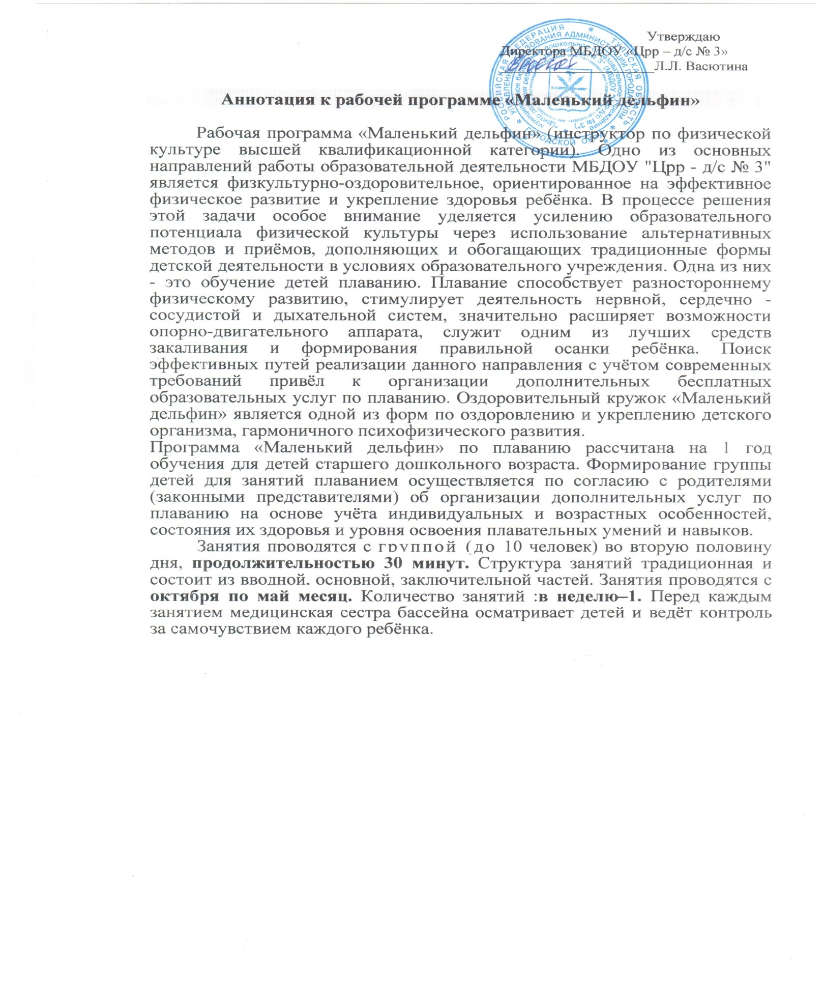 Утверждаю
Директора МБДОУ «Црр – д/с № 3»
Л.Л. Васютина
РОССИЙСКАЯ ФЕДЕРАЦИЯ * ТУЛЬСКАЯ ОБЛАСТЬ * ГОРОДСКОЙ ОКРУГ *
УПРАВЛЕНИЕ ОБРАЗОВАНИЯ АДМИНИСТРАЦИИ ГОРОДА ТУЛЫ
Аннотация к рабочей программе «Маленький дельфин»
Рабочая программа «Маленький дельфин» (инструктор по физической
культуре высшей квалификационной категории). Одно из основных
направлений работы образовательной деятельности МБДОУ "Црр - д/с № 3"
является физкультурно-оздоровительное, ориентированное на эффективное
физическое развитие и укрепление здоровья ребёнка. В процессе решения
этой задачи особое внимание уделяется усилению образовательного
потенциала физической культуры через использование альтернативных
методов и приёмов, дополняющих и обогащающих традиционные формы
детской деятельности в условиях образовательного учреждения. Одна из них
- это обучение детей плаванию. Плавание способствует разностороннему
физическому развитию, стимулирует деятельность нервной, сердечно -
сосудистой и дыхательной систем, значительно расширяет возможности
опорно-двигательного аппарата, служит одним из лучших средств
закаливания и формирования правильной осанки ребёнка. Поиск
эффективных путей реализации данного направления с учётом современных
требований привёл к организации дополнительных бесплатных
образовательных услуг по плаванию. Оздоровительный кружок «Маленький
дельфин» является одной из форм по оздоровлению и укреплению детского
организма, гармоничного психофизического развития.
Программа «Маленький дельфин» по плаванию рассчитана на 1 год
обучения для детей старшего дошкольного возраста. Формирование группы
детей для занятий плаванием осуществляется по согласию с родителями
(законными представителями) об организации дополнительных услуг по
плаванию на основе учёта индивидуальных и возрастных особенностей,
состояния их здоровья и уровня освоения плавательных умений и навыков.
Занятия проводятся с группой (до 10 человек) во вторую половину
дня, продолжительностью 30 минут. Структура занятий традиционная и
состоит из вводной, основной, заключительной частей. Занятия проводятся с
октября по май месяц. Количество занятий :в неделю–1. Перед каждым
занятием медицинская сестра бассейна осматривает детей и ведёт контроль
за самочувствием каждого ребёнка.